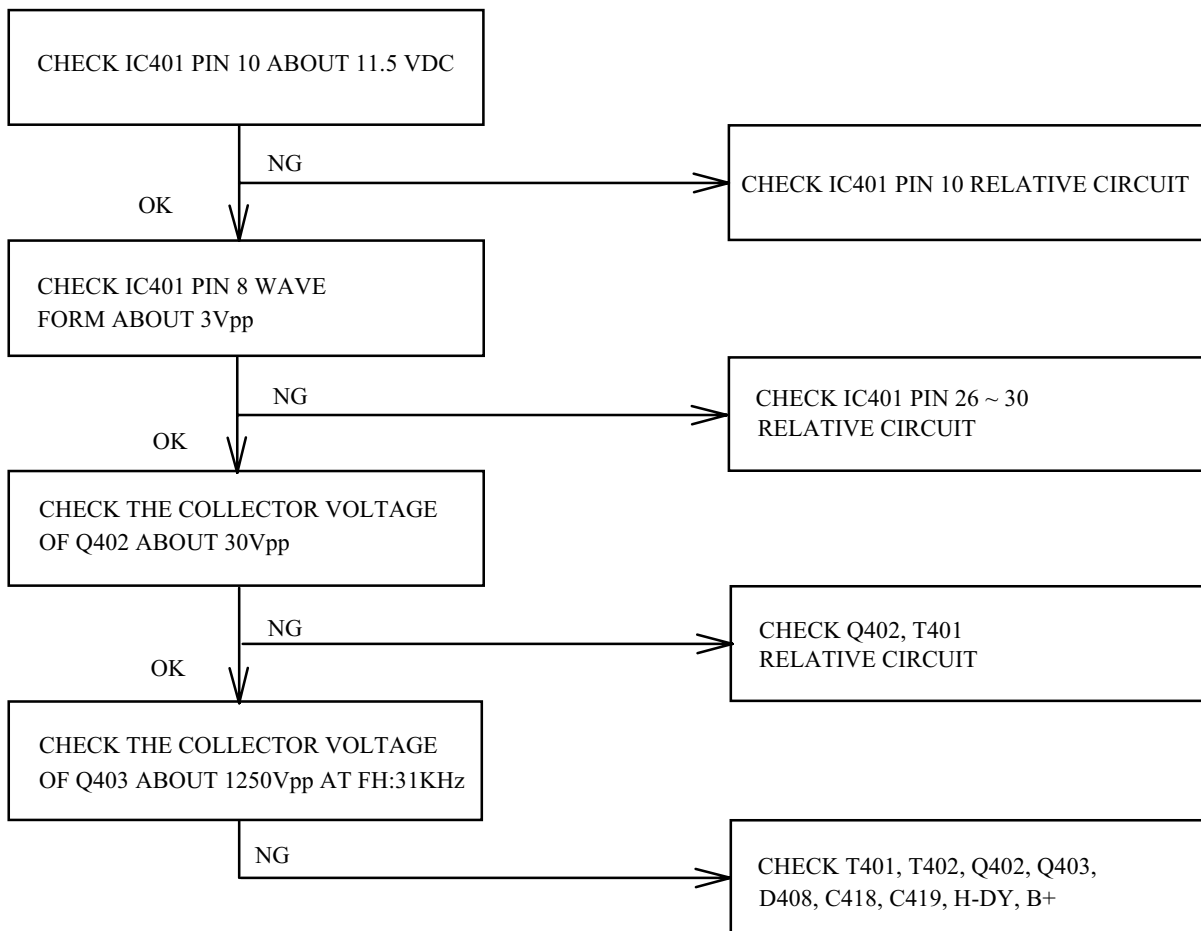 CHECK IC401 PIN 10 ABOUT 11.5 VDC
NG
CHECK IC401 PIN 10 RELATIVE CIRCUIT
OK
CHECK IC401 PIN 8 WAVE
FORM ABOUT 3Vpp
NG
CHECK IC401 PIN 26 ~ 30
RELATIVE CIRCUIT
OK
CHECK THE COLLECTOR VOLTAGE
OF Q402 ABOUT 30Vpp
NG
CHECK Q402, T401
RELATIVE CIRCUIT
OK
CHECK THE COLLECTOR VOLTAGE
OF Q403 ABOUT 1250Vpp AT FH:31KHz
NG
CHECK T401, T402, Q402, Q403,
D408, C418, C419, H-DY, B+